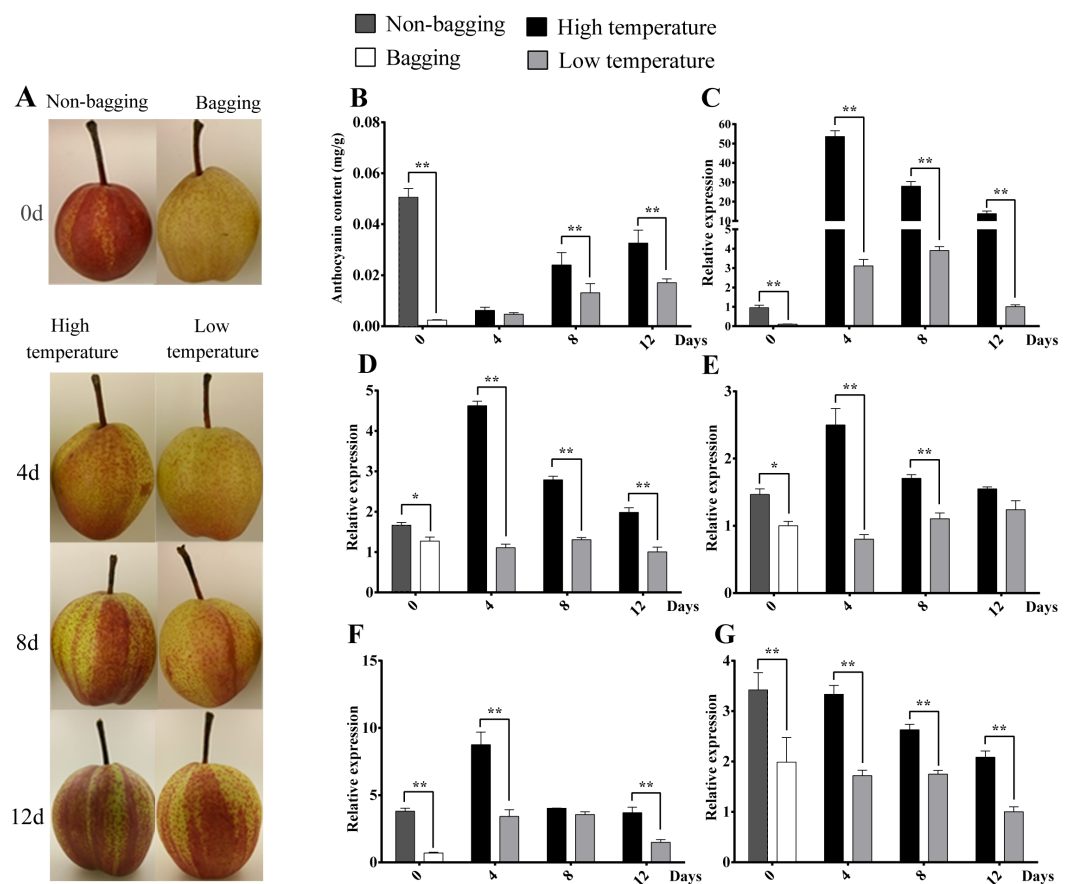 Non-bagging
High temperature
Bagging
Low temperature
A
Non-bagging
Bagging
0d
High
temperature
Low
temperature
4d
8d
12d
B
Anthocyanin content (mg/g)
0.08
0.06
0.04
0.02
0.00
**
**
**
0
4
8
12
Days
C
Relative expression
60
50
40
30
20
10
5
4
3
2
1
0
**
**
**
**
0
4
8
12
Days
D
Relative expression
5
4
3
2
1
0
*
**
**
**
0
4
8
12
Days
E
Relative expression
3
2
1
0
*
**
**
0
4
8
12
Days
F
Relative expression
15
10
5
0
**
**
**
0
4
8
12
Days
G
Relative expression
4
3
2
1
0
**
**
**
**
0
4
8
12
Days